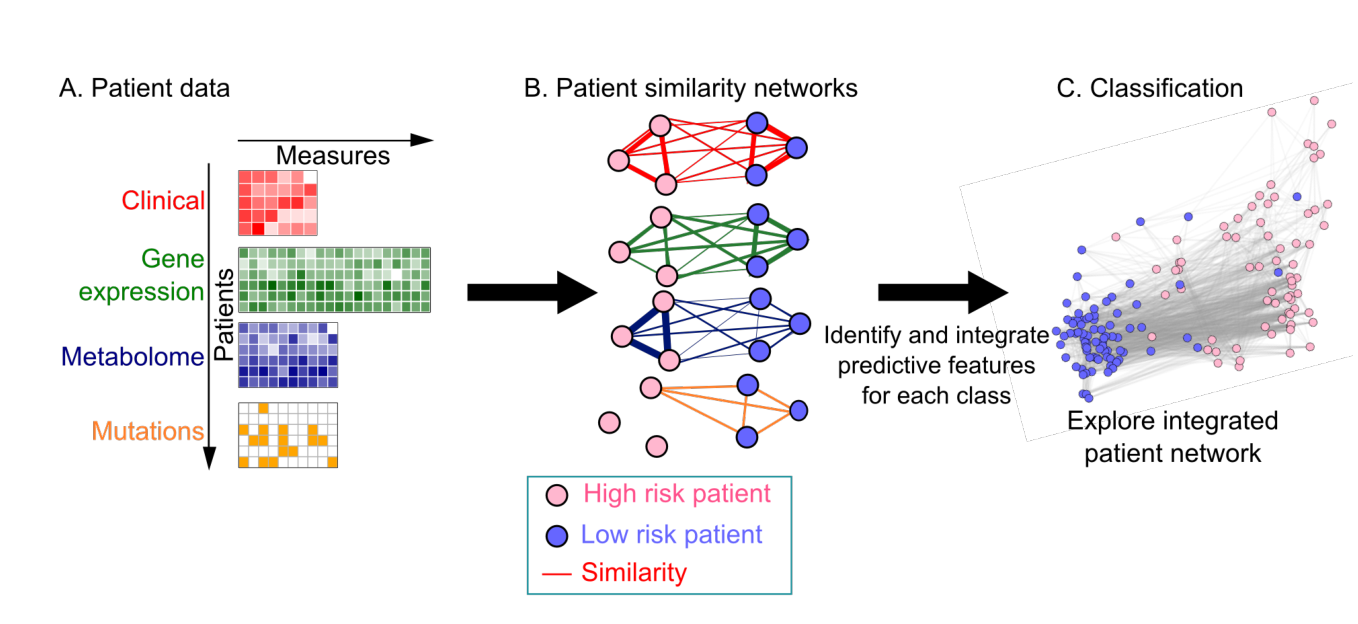 A. Patient data
Measures
Patients
Clinical
Gene
expression
Metabolome
Mutations
B. Patient similarity networks
High risk patient
Low risk patient
Similarity
Identify and integrate
predictive features
for each class
C. Classification
Explore integrated
patient network